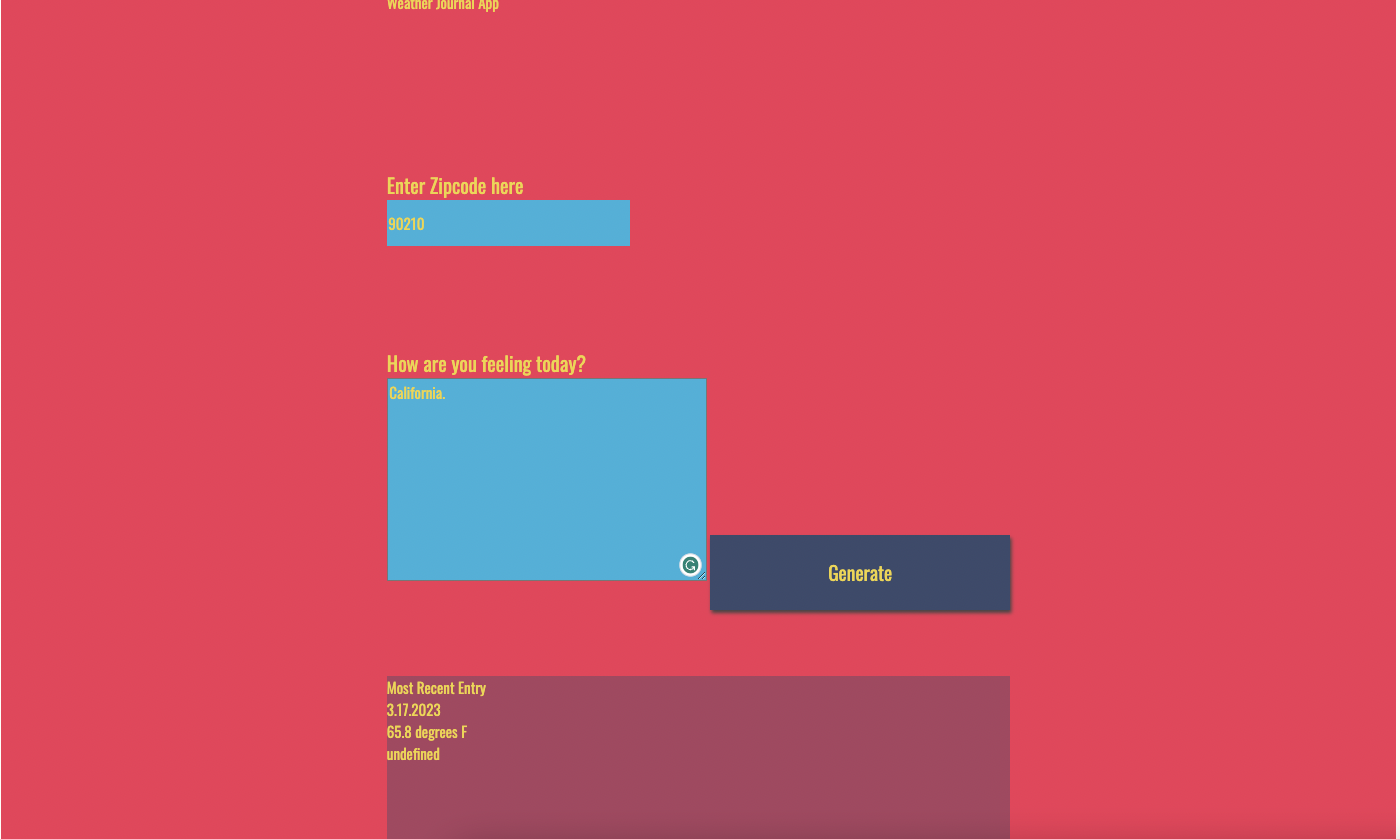 Weather Journal App
Enter Zipcode here
90210
How are you feeling today?
California.
Generate
Most Recent Entry
3.17.2023
65.8 degrees F
undefined